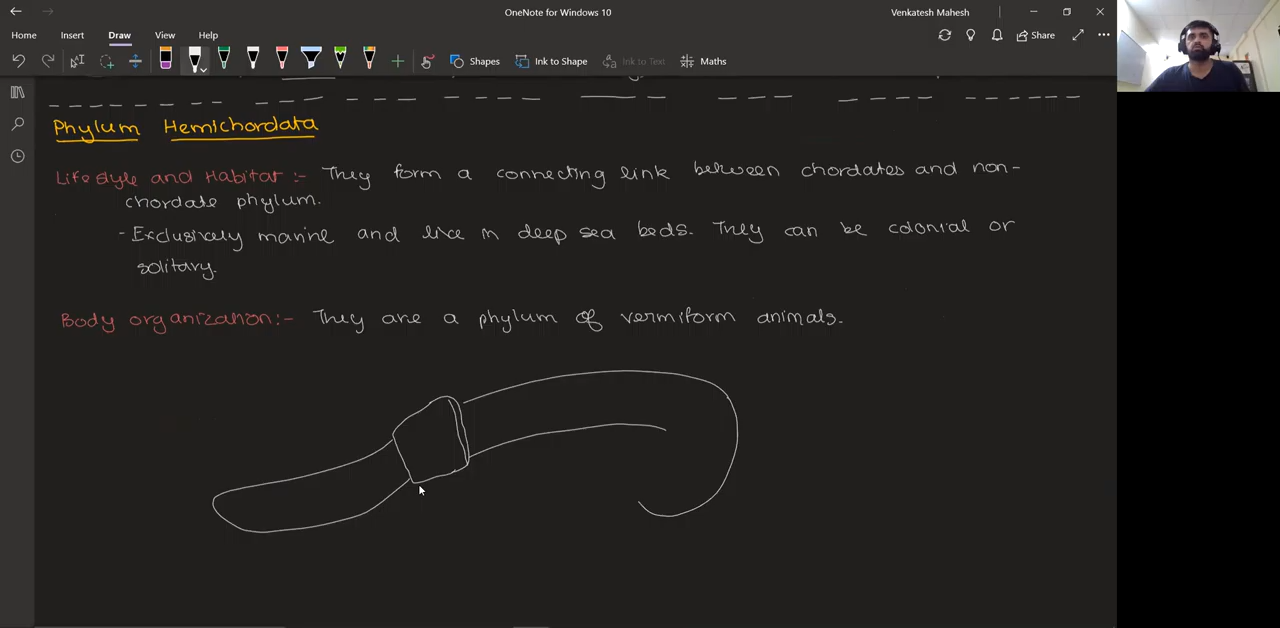 OneNote for Windows 10
Venkatesh Mahesh
Home Insert Draw View Help
Share
Shapes Ink to Shape Ink to Text Maths
Phylum Hemichordata
Lifestyle and Habitat :- They form a connecting link between chordates and non-
chordate phylum.
- Exclusively marine and live in deep sea beds. They can be colonial or
solitary.
Body organization :- They are a phylum of vermiform animals.